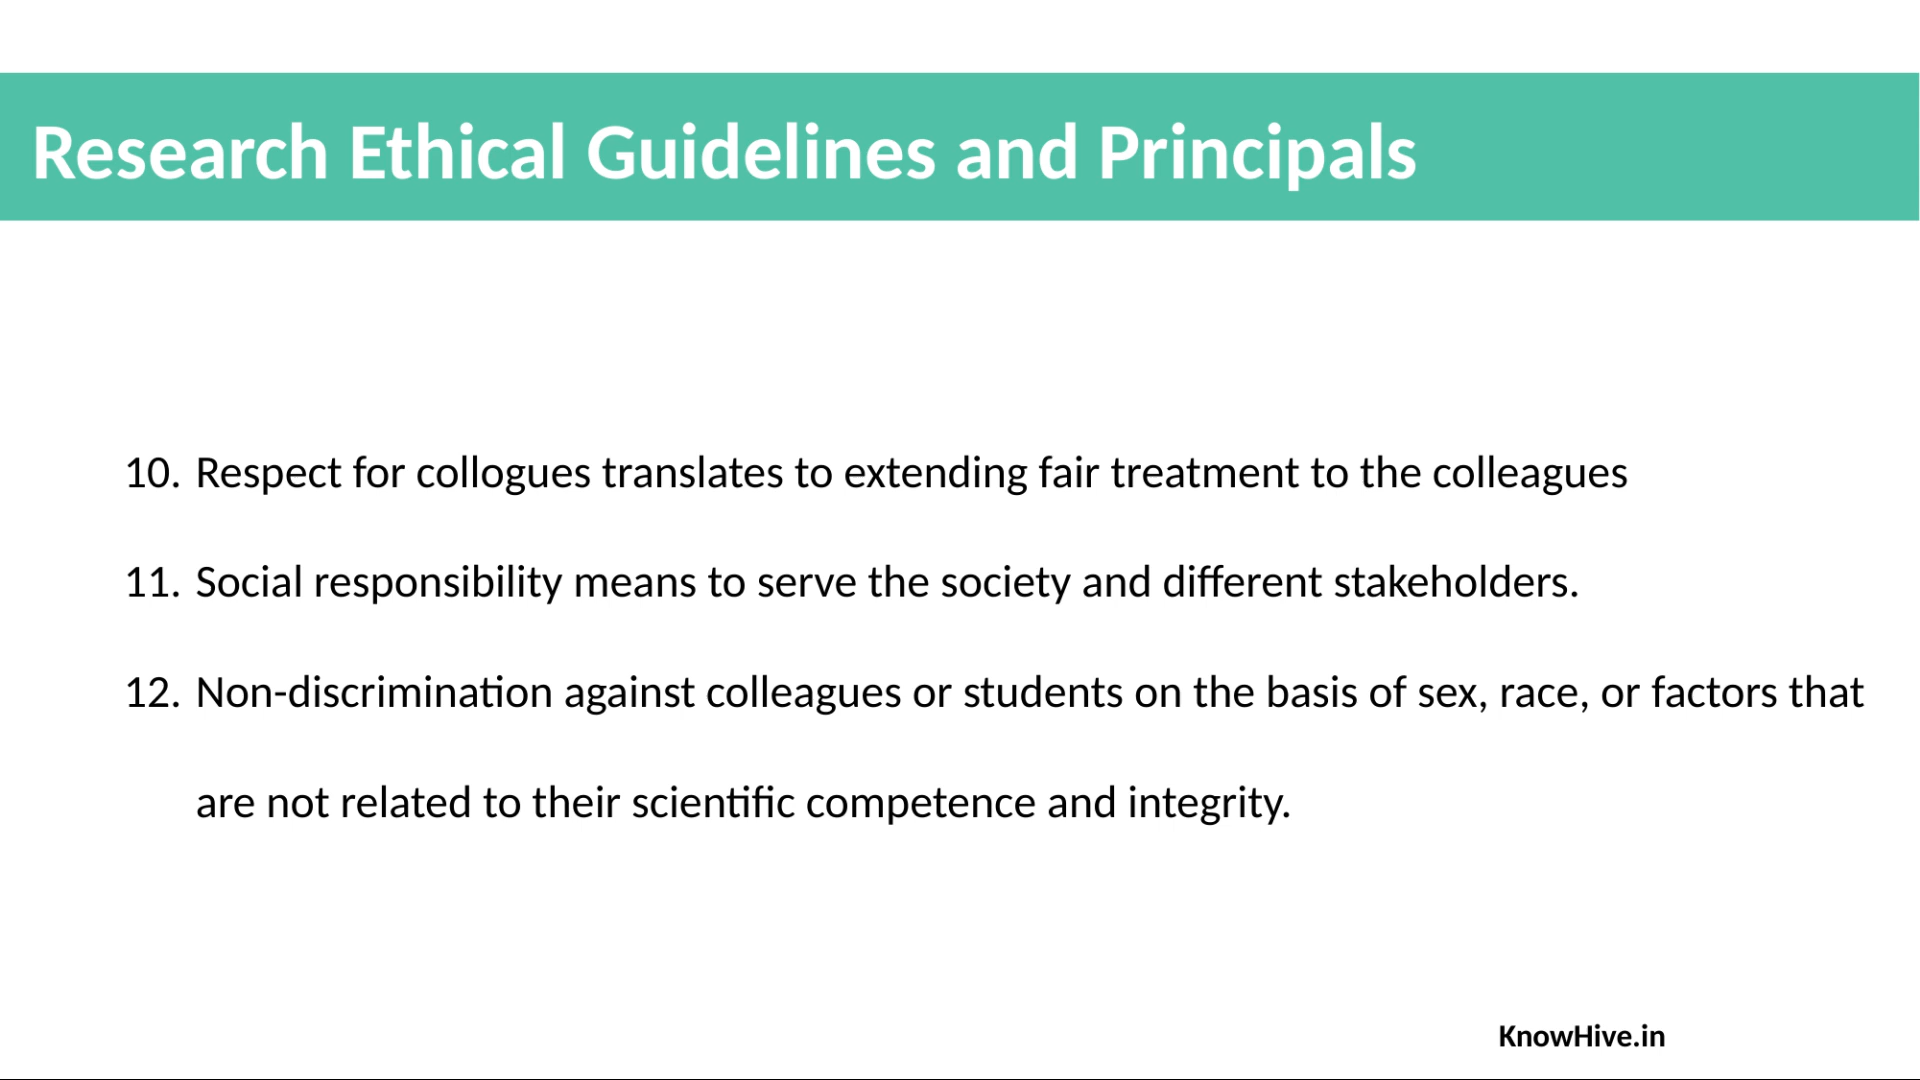 Research Ethical Guidelines and Principals
10. Respect for collogues translates to extending fair treatment to the colleagues
11. Social responsibility means to serve the society and different stakeholders.
12. Non-discrimination against colleagues or students on the basis of sex, race, or factors that
are not related to their scientific competence and integrity.
KnowHive.in